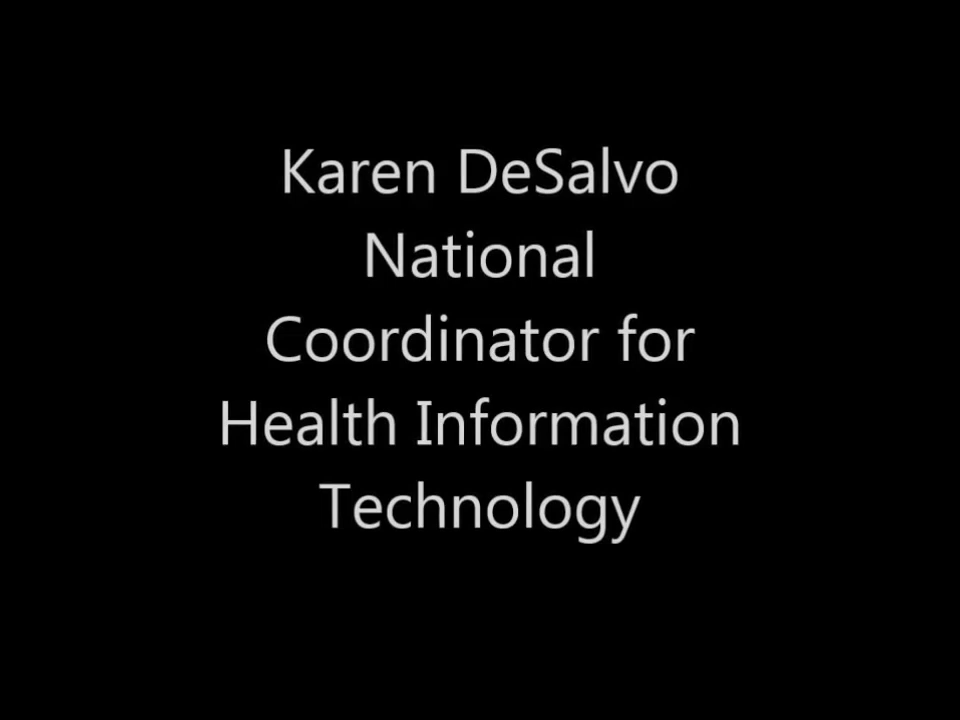 Karen DeSalvo
National
Coordinator for
Health Information
Technology